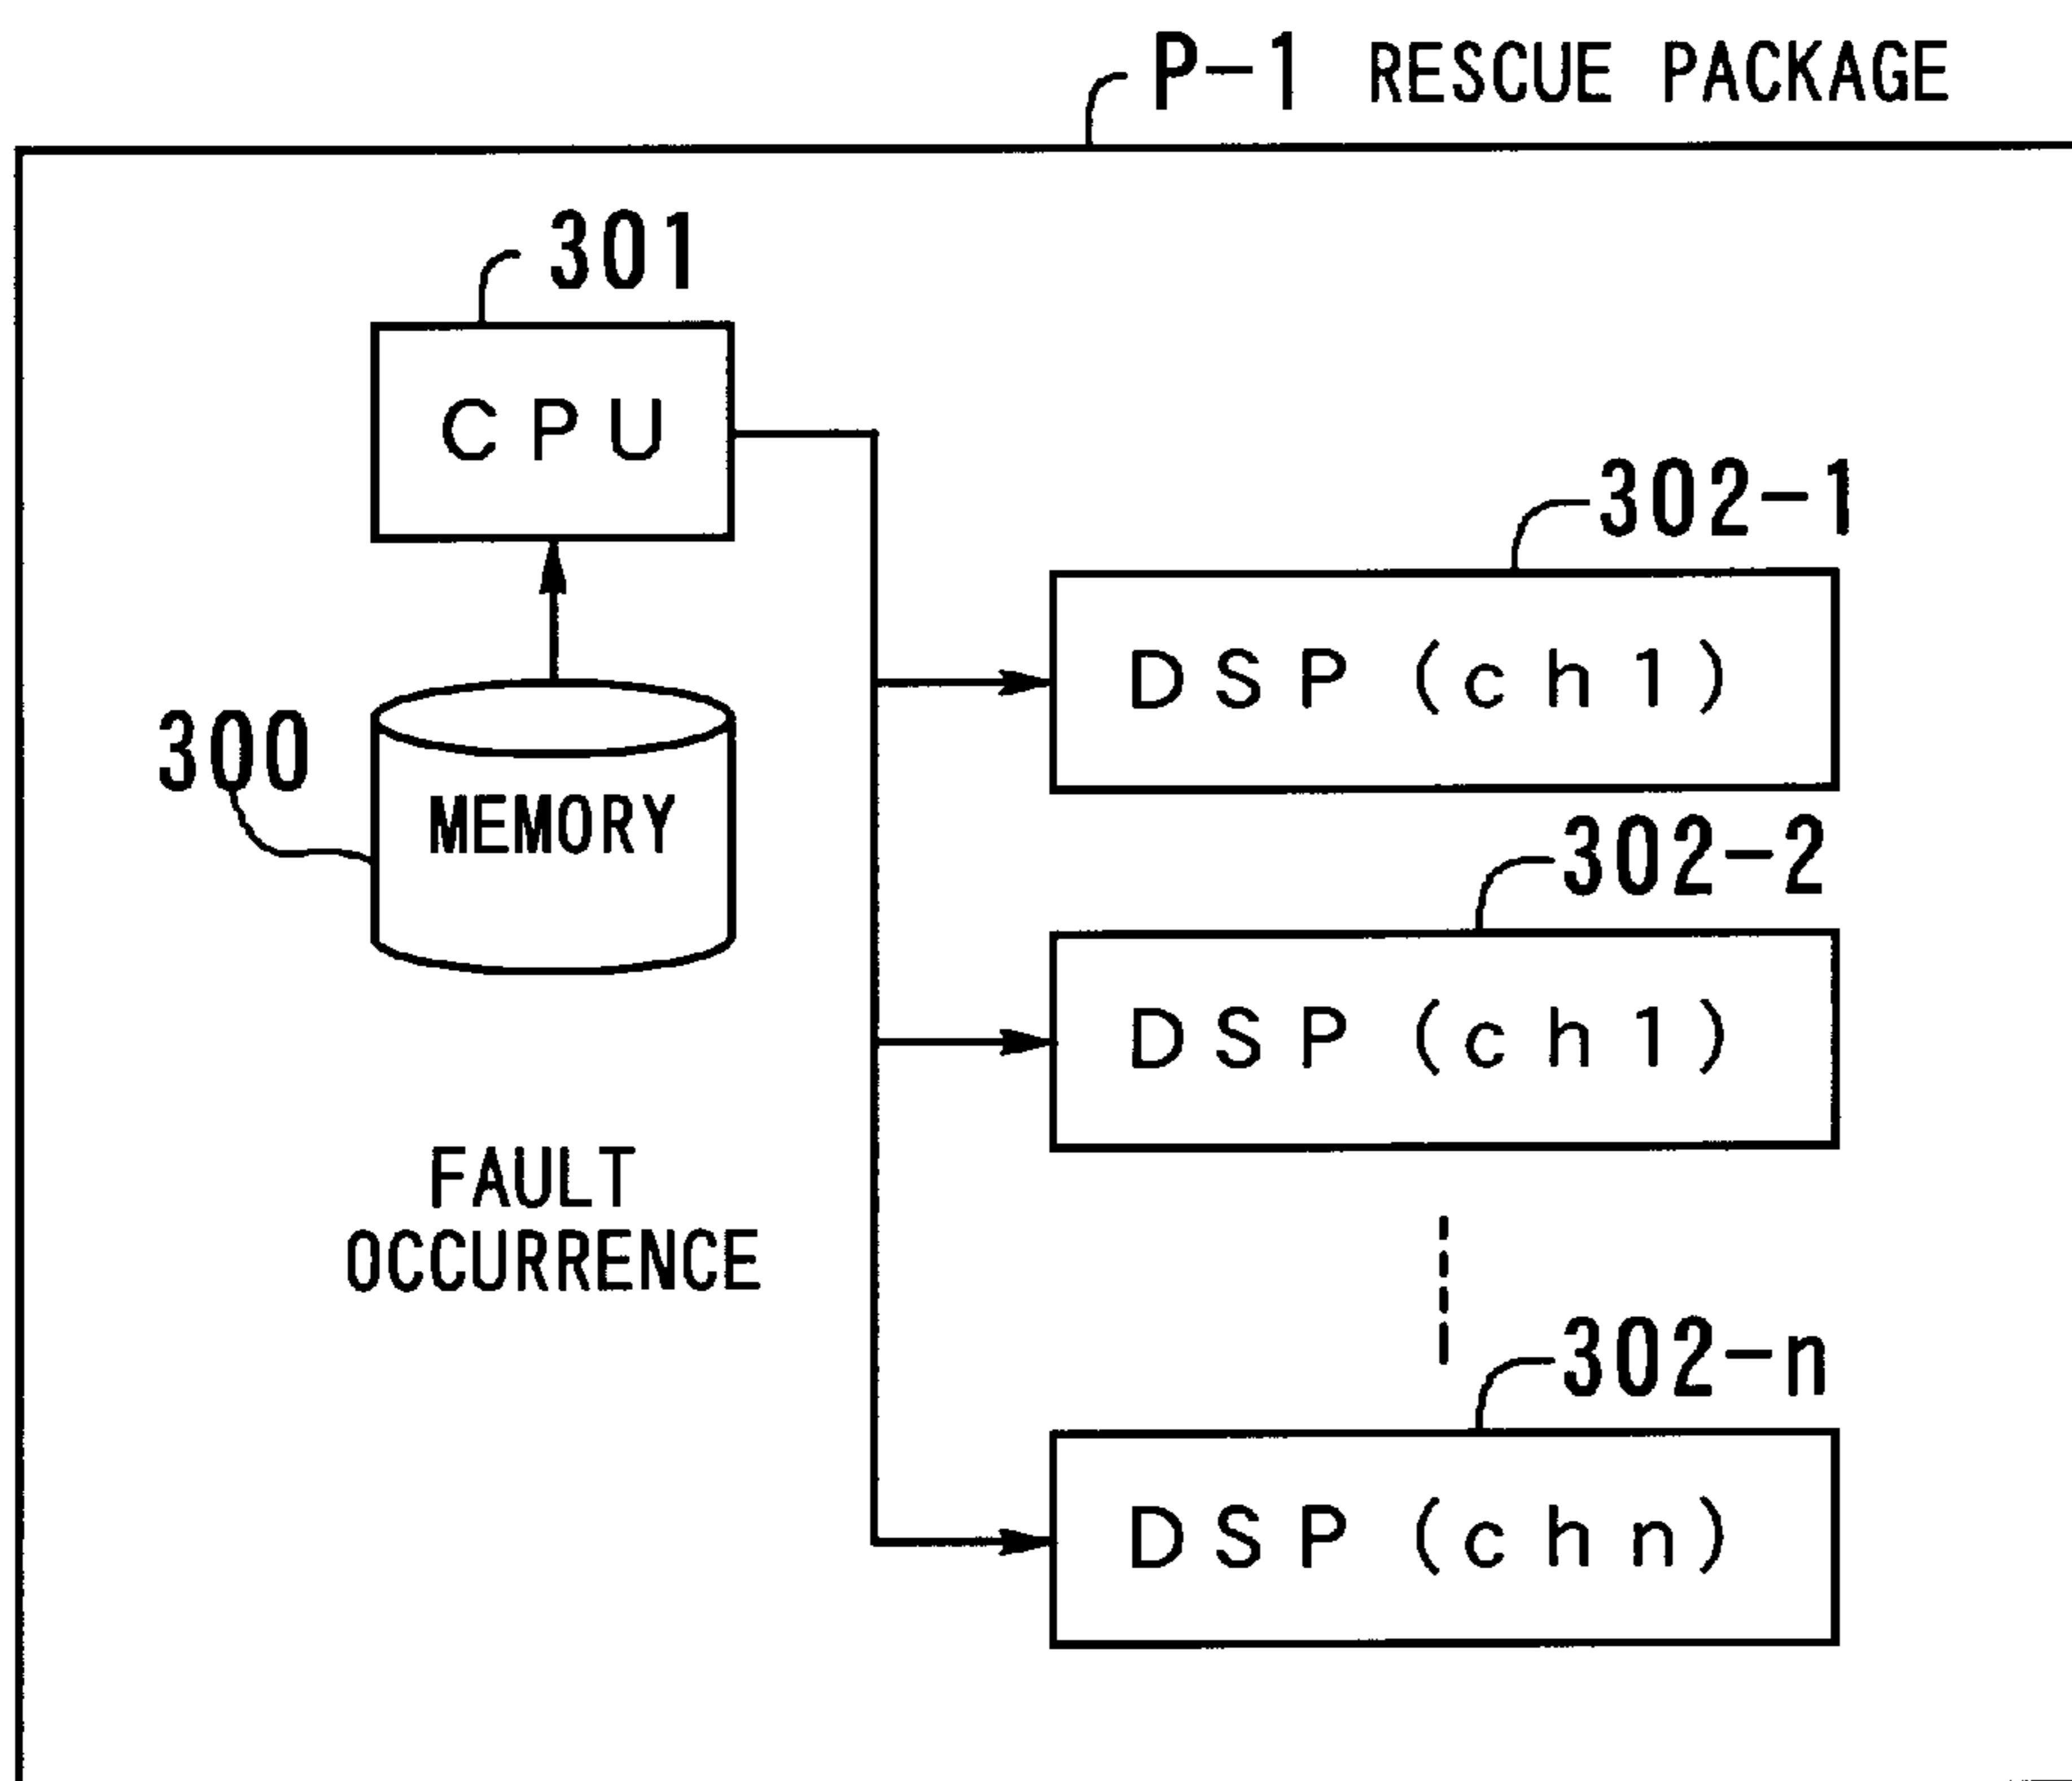 P-1 RESCUE PACKAGE
301
CPU
302-1
DSP(ch1)
300
MEMORY
302-2
DSP(ch1)
FAULT
OCCURRENCE
302-n
DSP(chn)